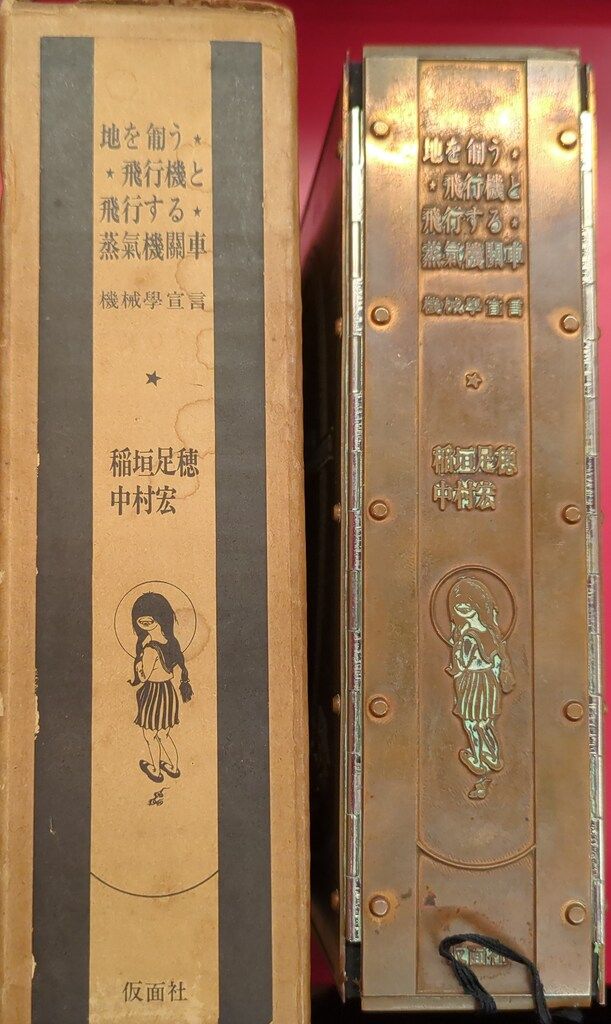 地を匍う★
★飛行機と
飛行する★
蒸氣機關車
機械學宣言
★
稲垣足穂
中村宏
仮面社
地を匍う★
★飛行機と
飛行する★
蒸氣機關車
機械學宣言
☆
稲垣足穂
中村宏
仮面社